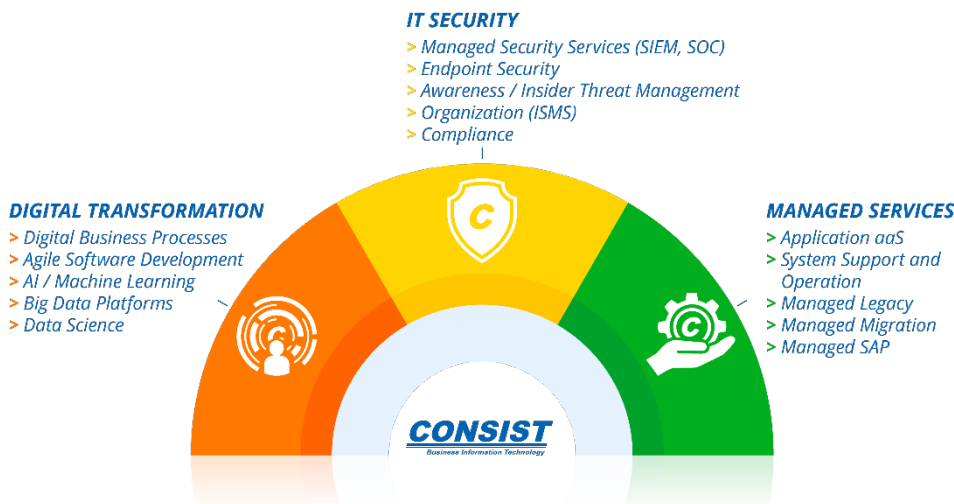 IT SECURITY
> Managed Security Services (SIEM, SOC)
> Endpoint Security
> Awareness / Insider Threat Management
> Organization (ISMS)
> Compliance
DIGITAL TRANSFORMATION
> Digital Business Processes
> Agile Software Development
> AI / Machine Learning
> Big Data Platforms
> Data Science
MANAGED SERVICES
> Application aaS
> System Support and
Operation
> Managed Legacy
> Managed Migration
> Managed SAP
C
C
C
CONSIST
Business Information Technology